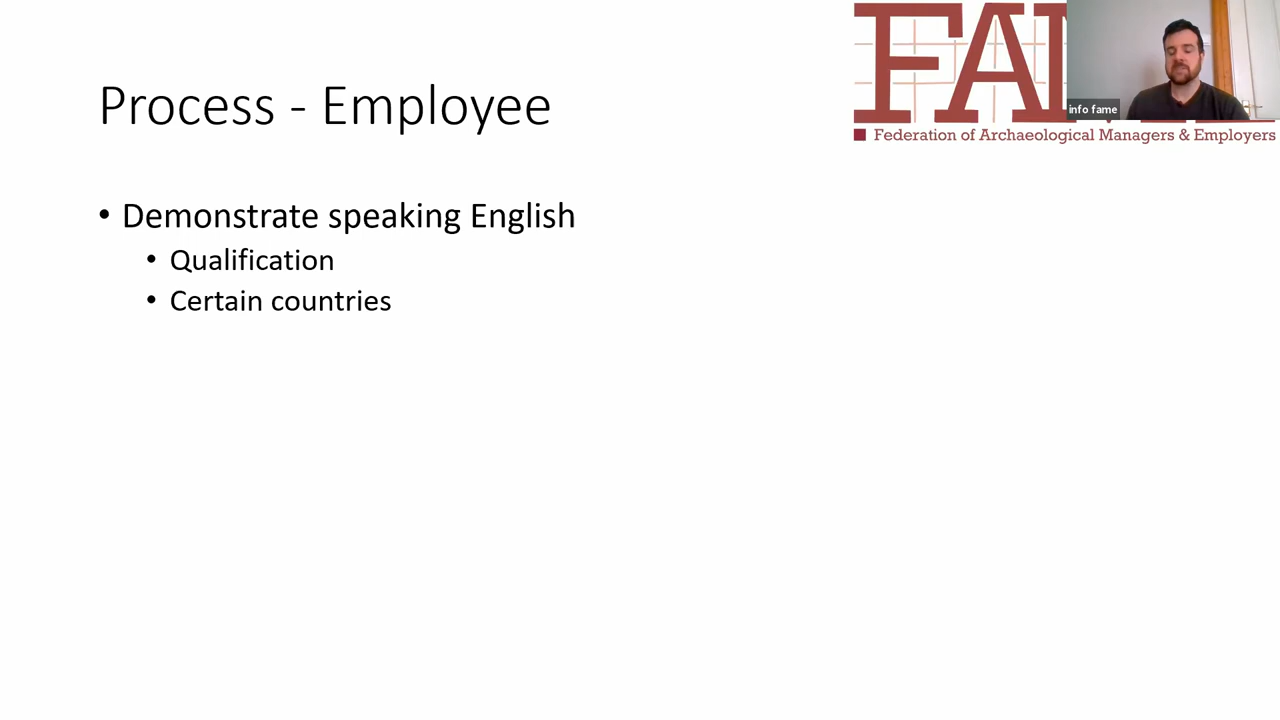 Process - Employee
FA
info fame
Federation of Archaeological Managers & Employers
• Demonstrate speaking English
• Qualification
• Certain countries